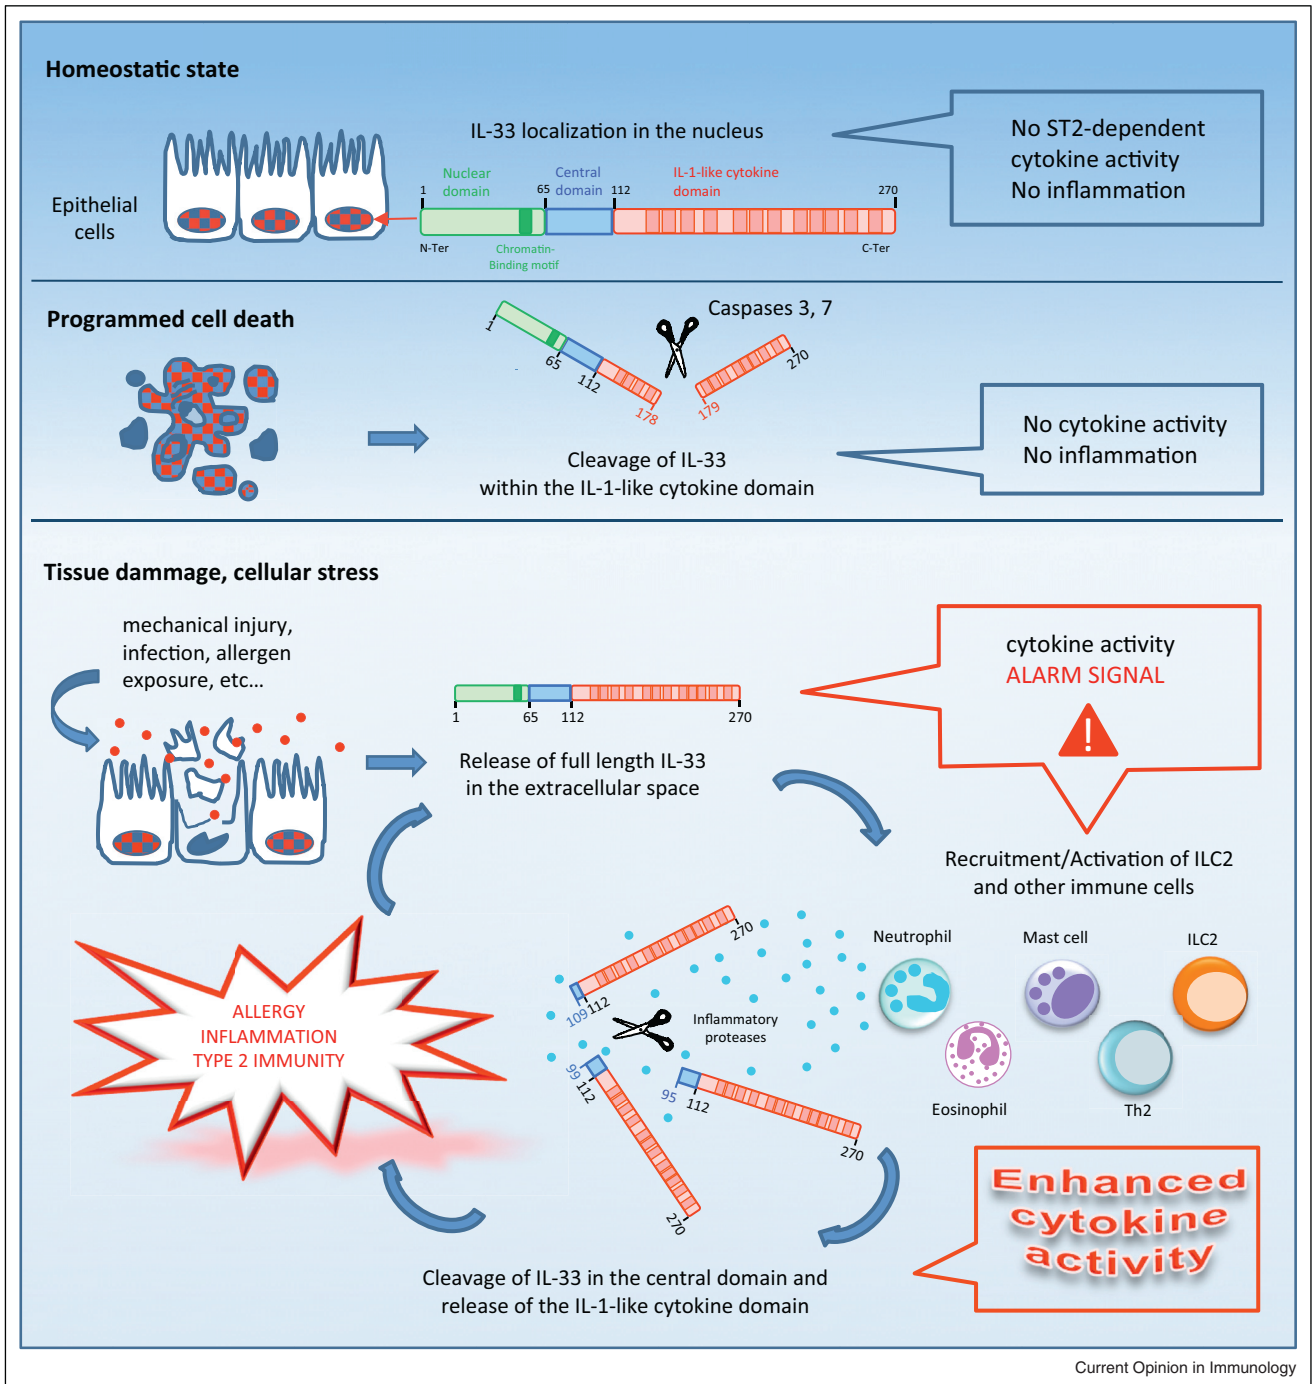 Homeostatic state
IL-33 localization in the nucleus
No ST2-dependent
cytokine activity
No inflammation
Epithelial
cells
Nuclear
domain
Central
domain
IL-1-like cytokine
domain
1
65
112
270
N-Ter
Chromatin-
Binding motif
C-Ter
Programmed cell death
Caspases 3, 7
1
65
112
178
179
270
Cleavage of IL-33
within the IL-1-like cytokine domain
No cytokine activity
No inflammation
Tissue dammage, cellular stress
mechanical injury,
infection, allergen
exposure, etc...
1
65
112
270
Release of full length IL-33
in the extracellular space
cytokine activity
ALARM SIGNAL
!
Recruitment/Activation of ILC2
and other immune cells
Neutrophil
Mast cell
ILC2
Eosinophil
Th2
270
109
112
Inflammatory
proteases
99
112
270
95
112
270
ALLERGY
INFLAMMATION
TYPE 2 IMMUNITY
Enhanced
cytokine
activity
Cleavage of IL-33 in the central domain and
release of the IL-1-like cytokine domain
Current Opinion in Immunology